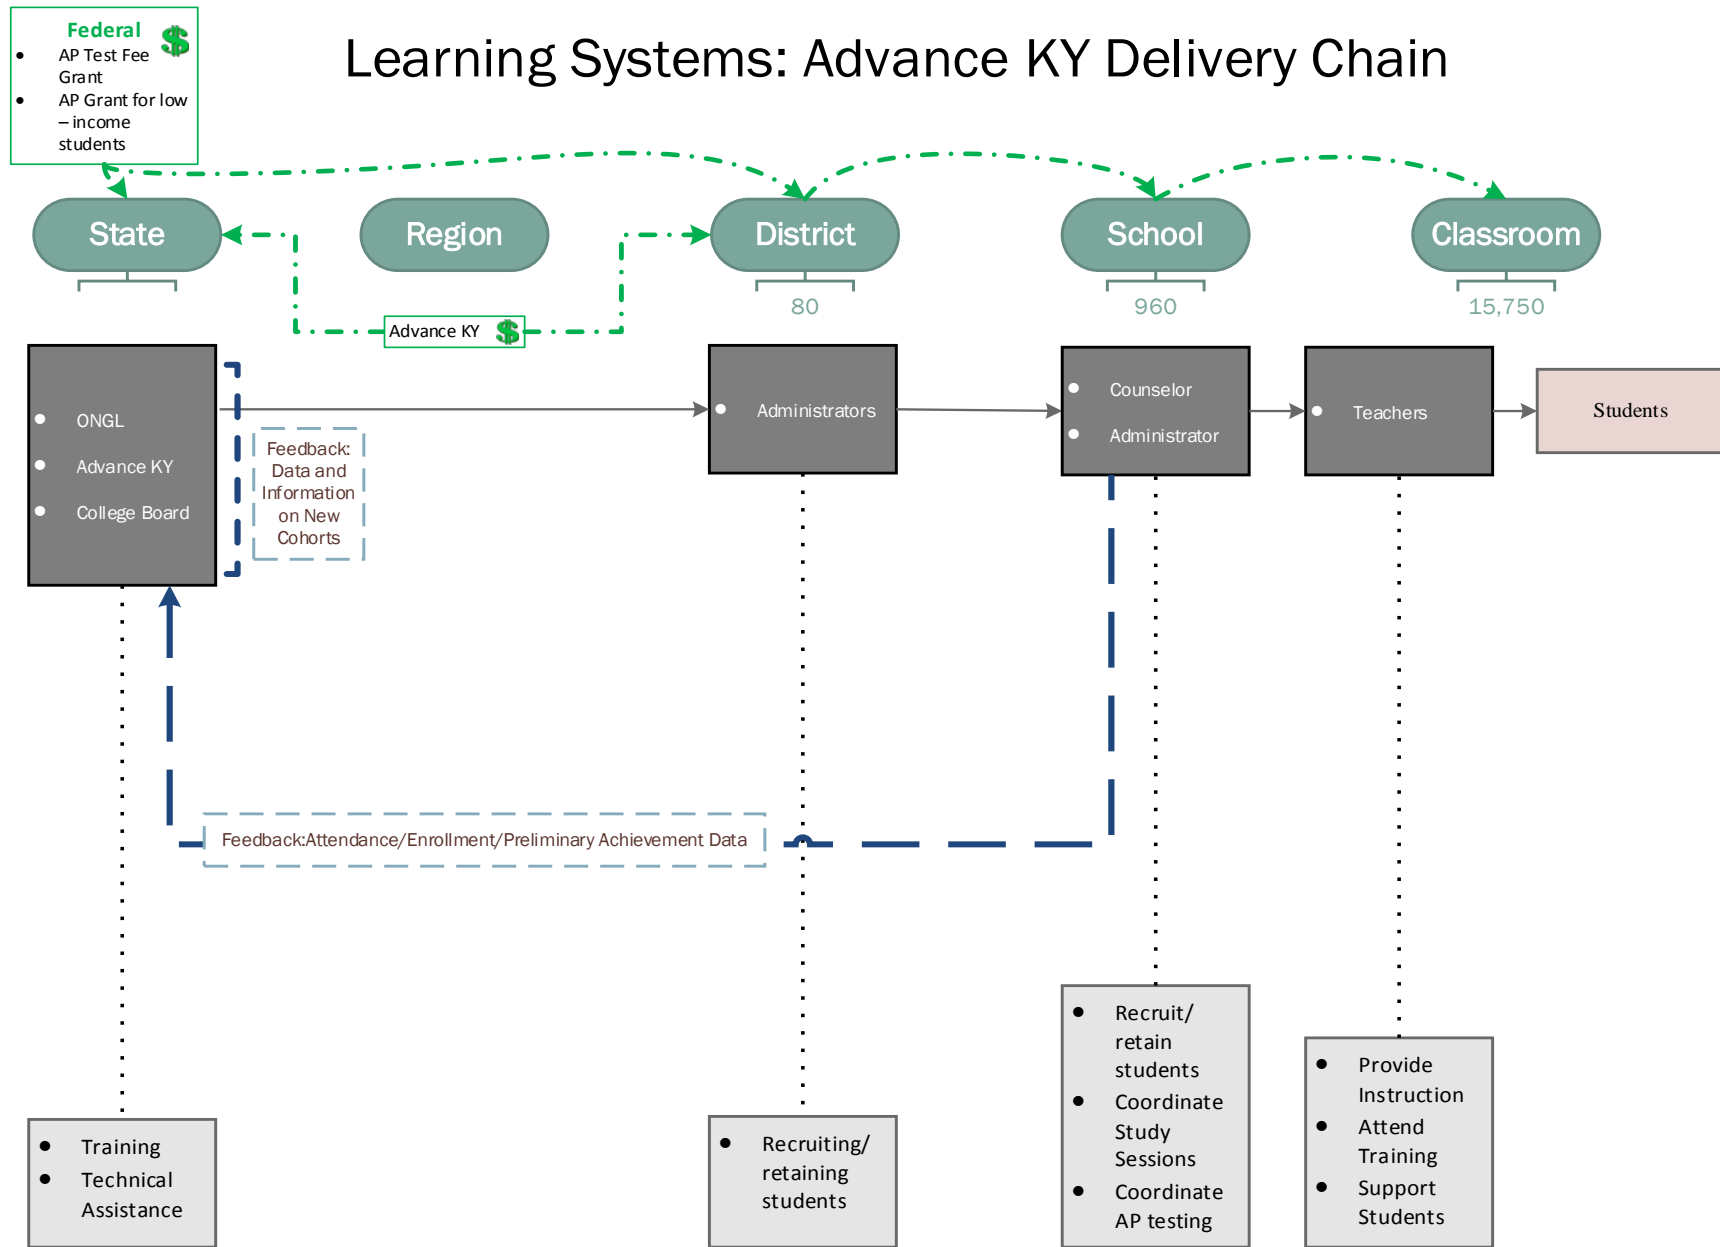 Federal
AP Test Fee
Grant
AP Grant for low
– income
students
Learning Systems: Advance KY Delivery Chain
State
Region
District
School
Classroom
80
960
15,750
Advance KY
ONGL
Advance KY
College Board
Feedback:
Data and
Information
on New
Cohorts
Administrators
Counselor
Administrator
Teachers
Students
Feedback:Attendance/Enrollment/Preliminary Achievement Data
Training
Technical
Assistance
Recruiting/
retaining
students
Recruit/
retain
students
Coordinate
Study
Sessions
Coordinate
AP testing
Provide
Instruction
Attend
Training
Support
Students